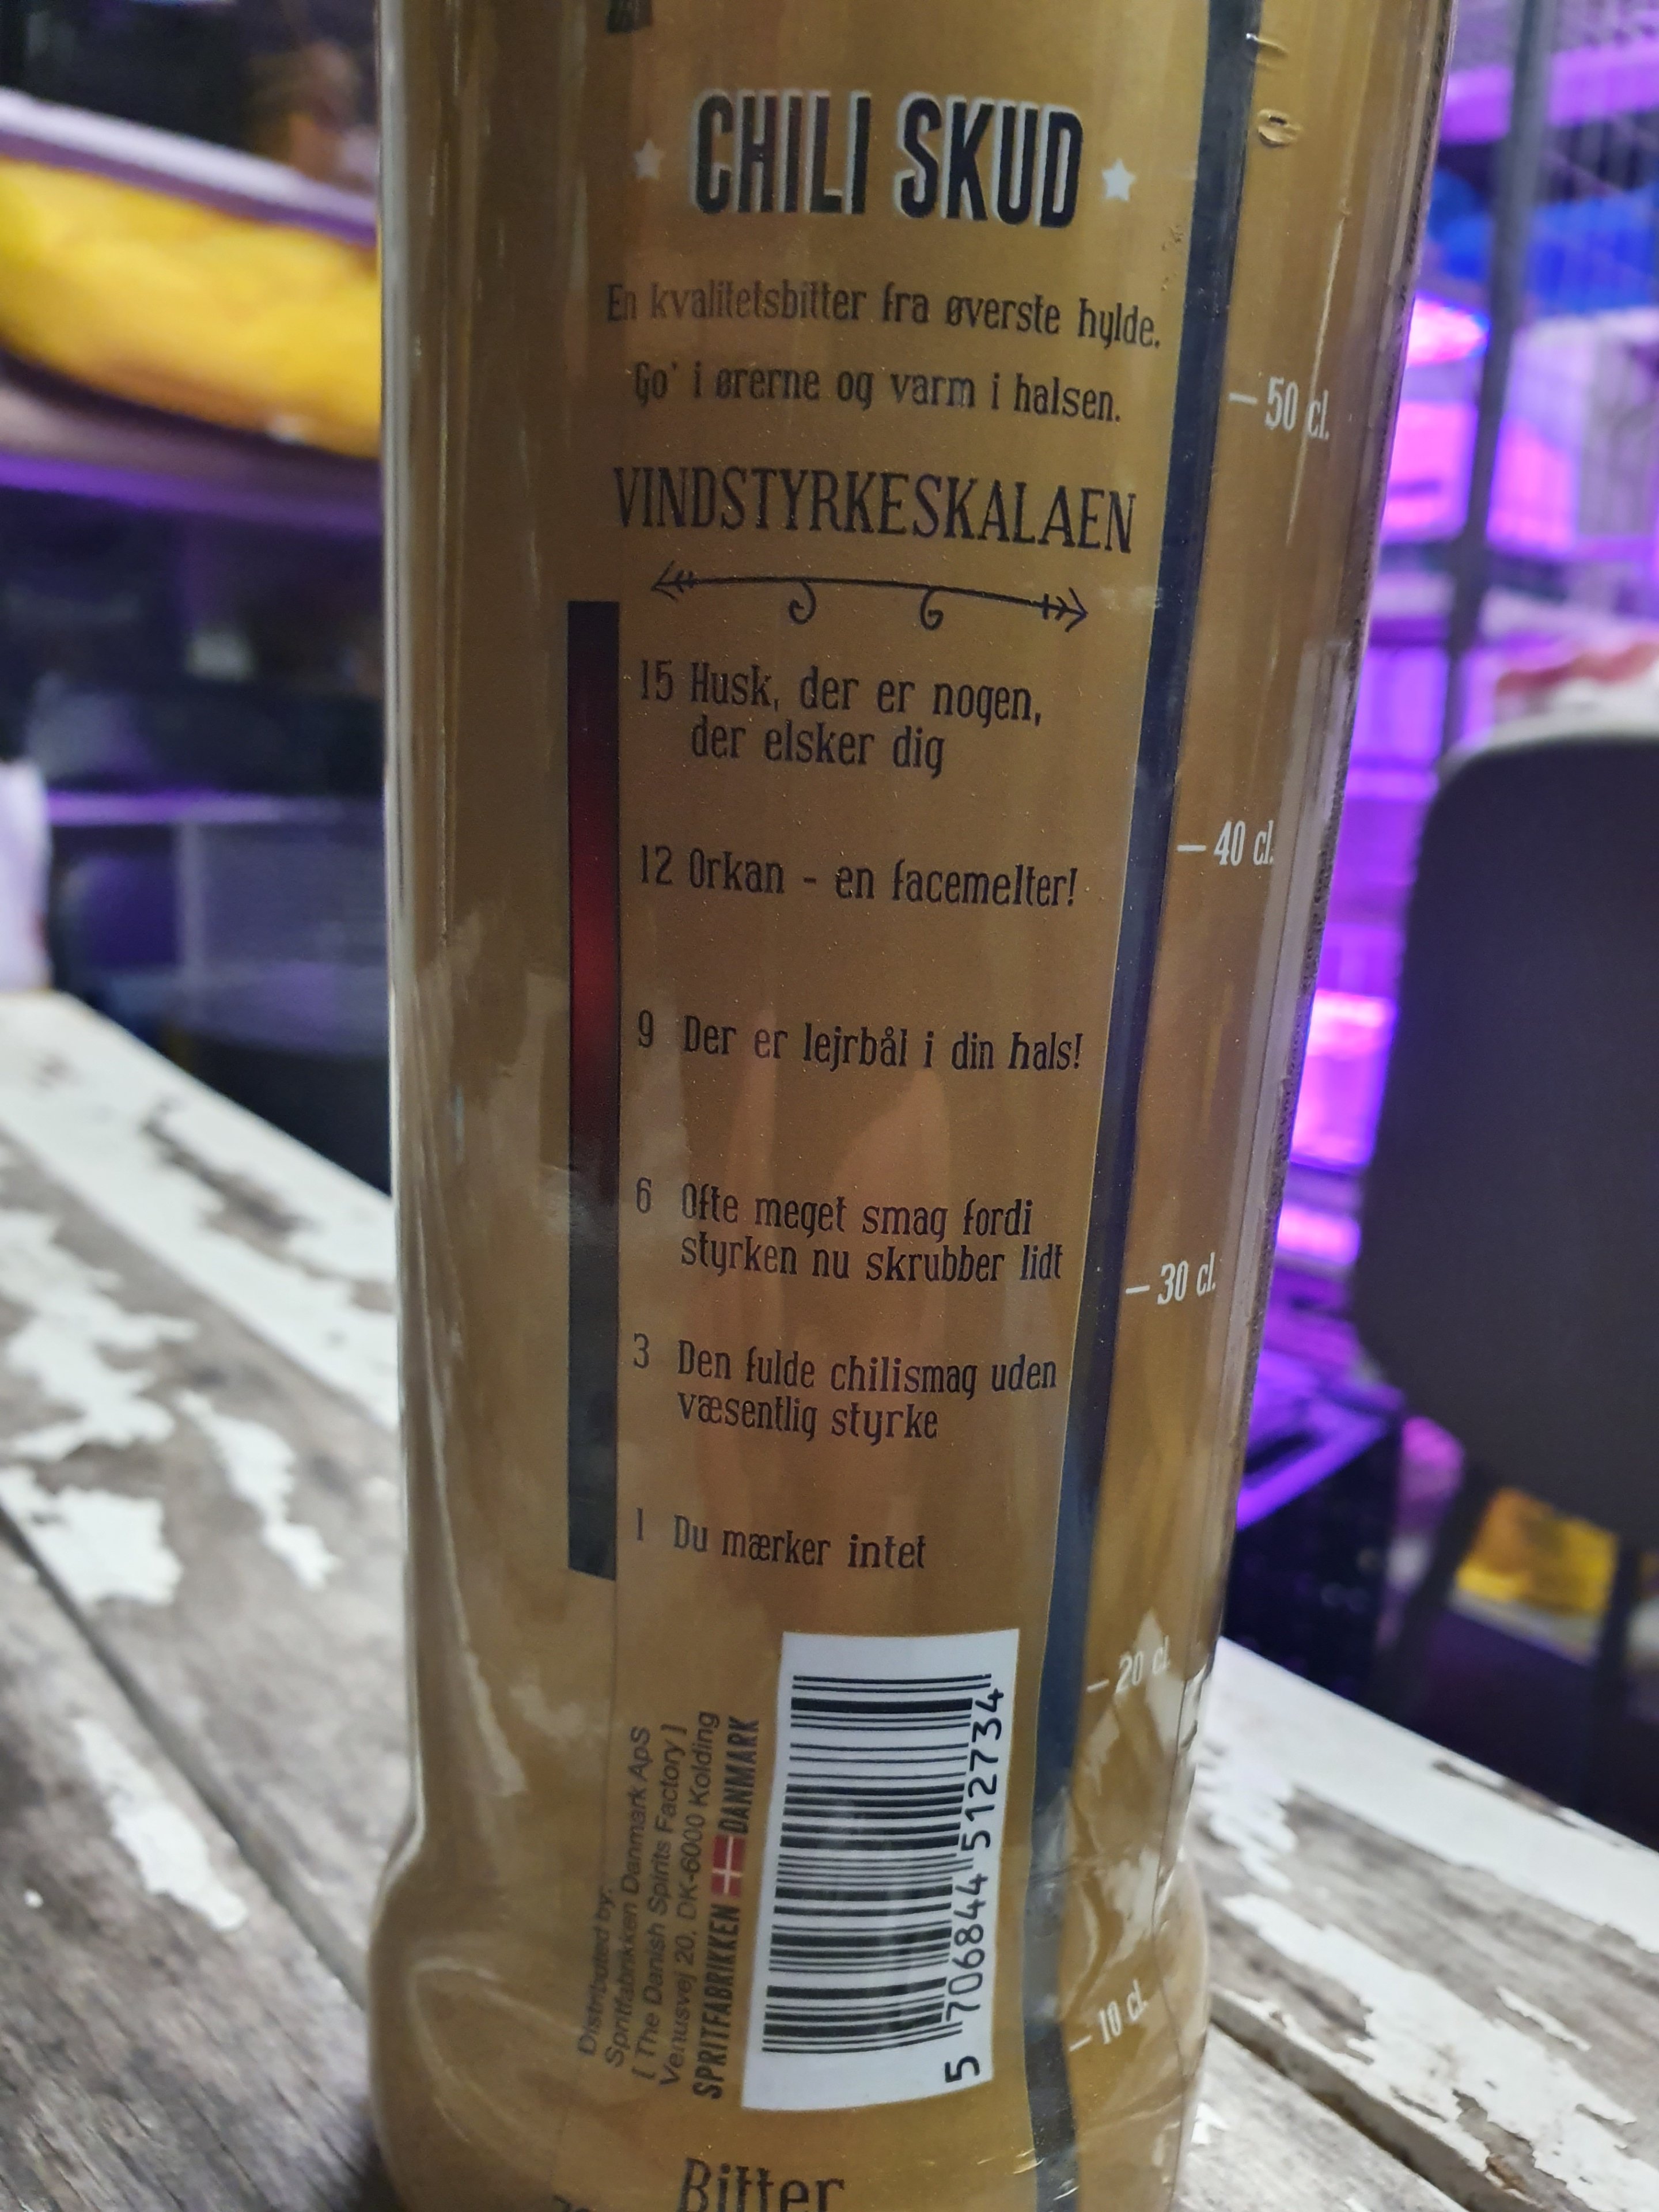 CHILI SKUD
En kvalitetsbitter fra øverste hylde.
Go' i ørerne og varm i halsen.
VINDSTYRKESKALAEN
15 Husk, der er nogen,
der elsker dig
12 Orkan - en facemelter!
9 Der er lejrbål i din hals!
6 Ofte meget smag fordi
styrken nu skrubber lidt
3 Den fulde chilismag uden
væsentlig styrke
1 Du mærker intet
Distributed by:
Spritfabrikken Danmark ApS
[ The Danish Spirits Factory ]
Venusvej 20, DK-6000 Kolding
SPRITFABRIKKEN DANMARK
5 706844 512734
Bitter
50 cl.
40 cl.
30 cl.
20 cl.
10 cl.